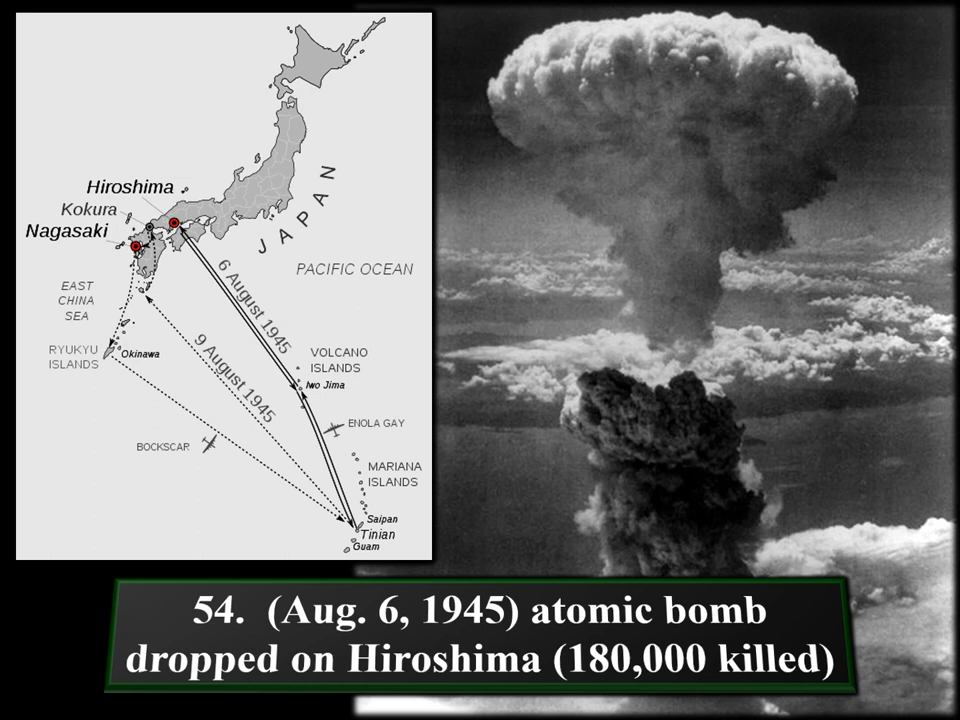 Hiroshima
Kokura
Nagasaki
JAPAN
PACIFIC OCEAN
EAST
CHINA
SEA
6 August 1945
9 August 1945
RYUKYU
ISLANDS
Okinawa
VOLCANO
ISLANDS
Iwo Jima
ENOLA GAY
BOCKSCAR
MARIANA
ISLANDS
Saipan
Tinian
Guam
54. (Aug. 6, 1945) atomic bomb
dropped on Hiroshima (180,000 killed)